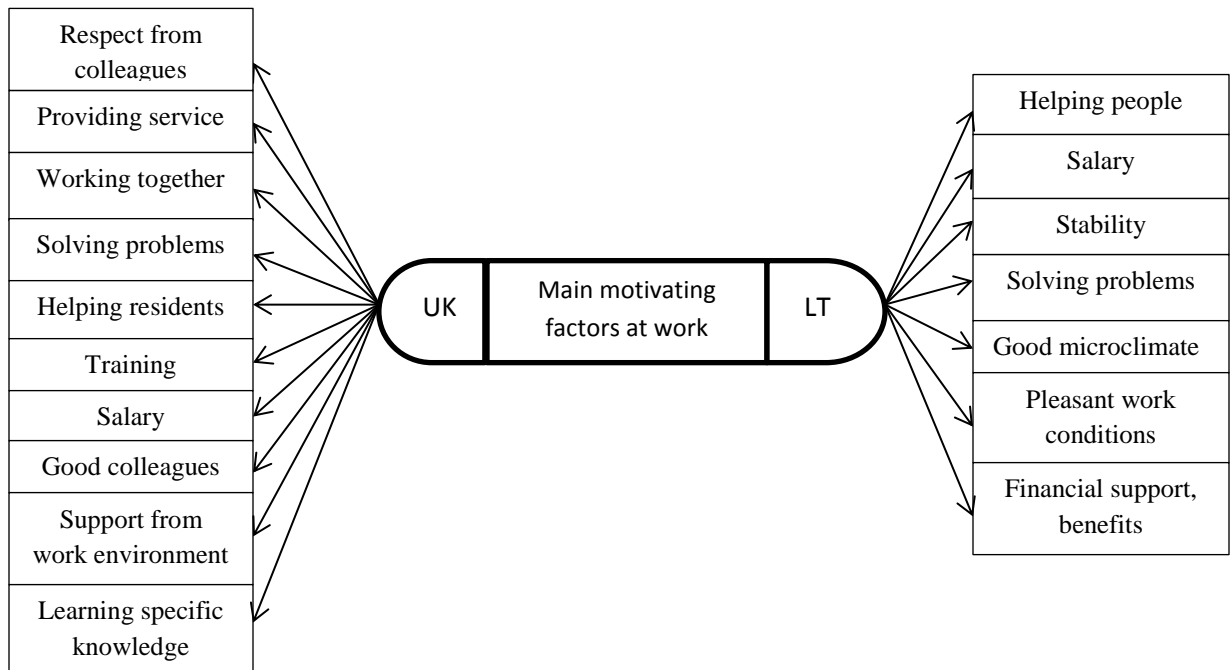 Respect from
colleagues
Providing service
Working together
Solving problems
Helping residents
Training
Salary
Good colleagues
Support from
work environment
Learning specific
knowledge
UK
Main motivating
factors at work
LT
Helping people
Salary
Stability
Solving problems
Good microclimate
Pleasant work
conditions
Financial support,
benefits